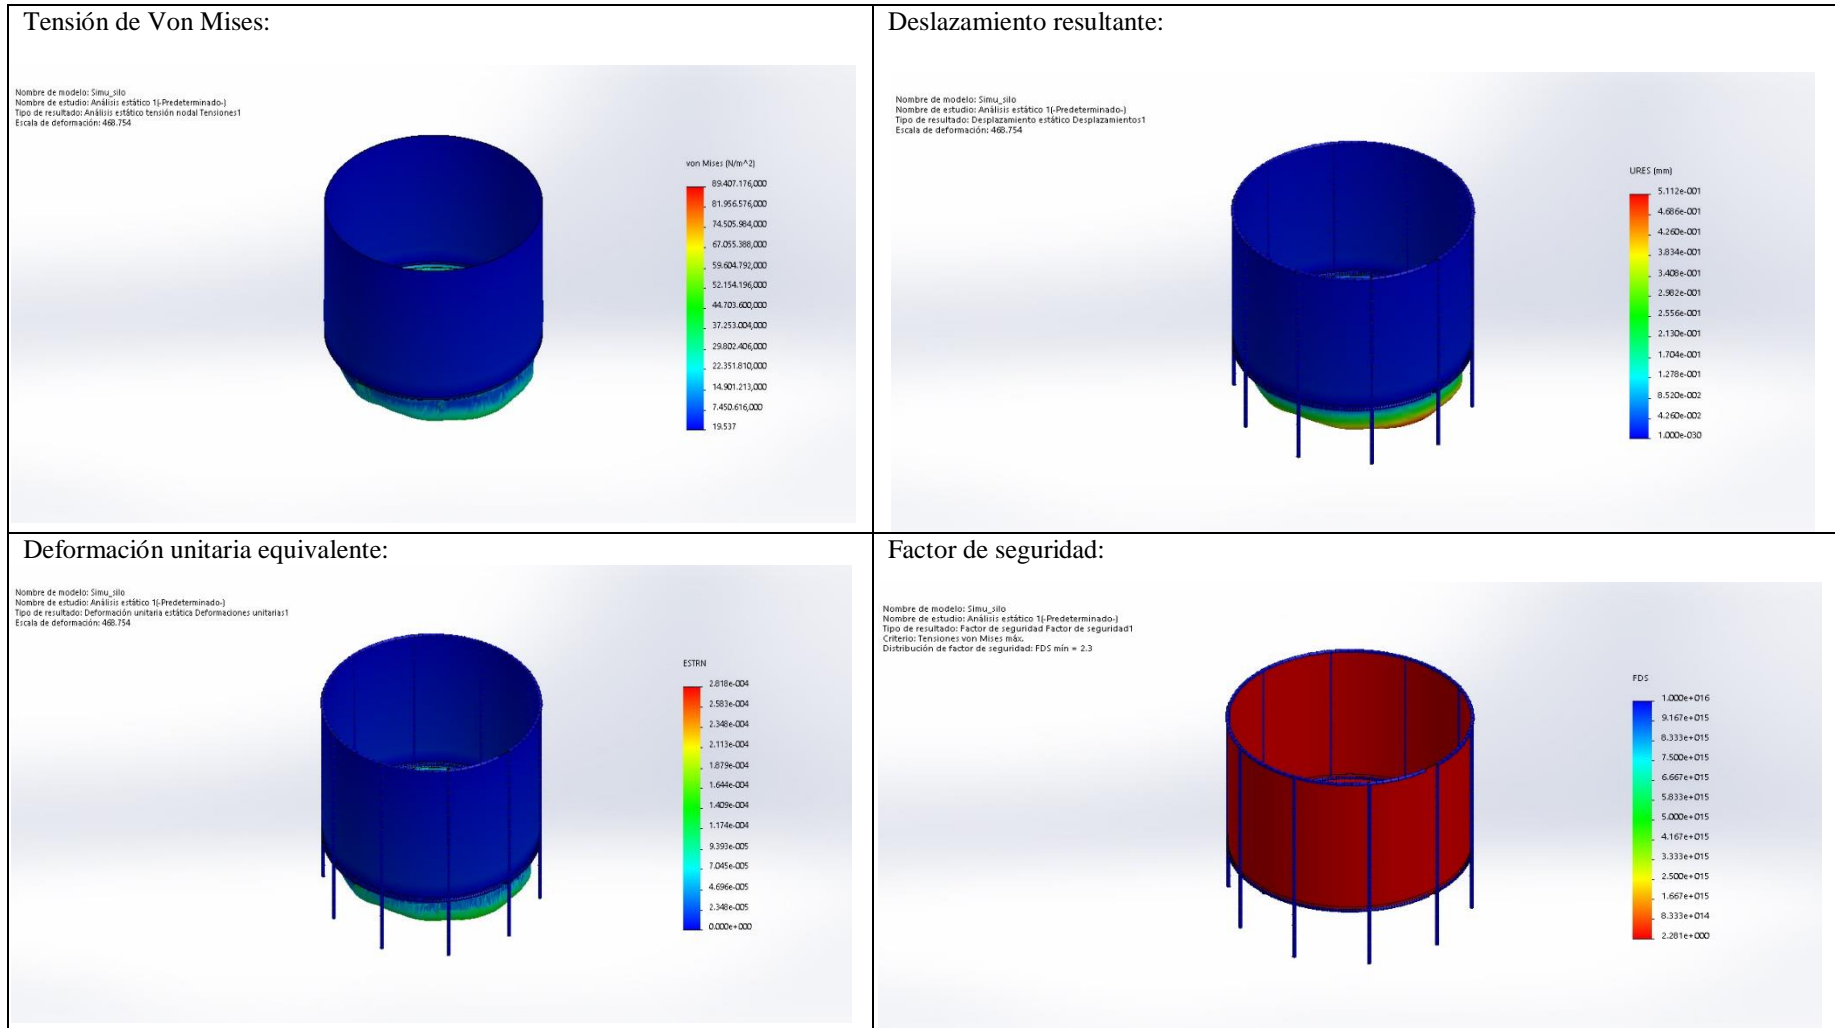 Tensión de Von Mises:
Nombre de modelo: Simu_silo
Nombre de estudio: Análisis estático 1(-Predeterminado-)
Tipo de resultado: Análisis estático tensión nodal Tensiones1
Escala de deformación: 468.754
von Mises (N/m^2)
89.407.176,000
81.956.576,000
74.505.984,000
67.055.388,000
59.604.792,000
52.154.196,000
44.703.600,000
37.253.004,000
29.802.406,000
22.351.810,000
14.901.213,000
7.450.616,000
19.537
Deslazamiento resultante:
Nombre de modelo: Simu_silo
Nombre de estudio: Análisis estático 1(-Predeterminado-)
Tipo de resultado: Desplazamiento estático Desplazamientos1
Escala de deformación: 468.754
URES (mm)
5.112e-001
4.686e-001
4.260e-001
3.834e-001
3.408e-001
2.982e-001
2.556e-001
2.130e-001
1.704e-001
1.278e-001
8.520e-002
4.260e-002
1.000e-030
Deformación unitaria equivalente:
Nombre de modelo: Simu_silo
Nombre de estudio: Análisis estático 1(-Predeterminado-)
Tipo de resultado: Deformación unitaria estática Deformaciones unitarias1
Escala de deformación: 468.754
ESTRN
2.818e-004
2.583e-004
2.348e-004
2.113e-004
1.879e-004
1.644e-004
1.409e-004
1.174e-004
9.393e-005
7.045e-005
4.696e-005
2.348e-005
0.000e+000
Factor de seguridad:
Nombre de modelo: Simu_silo
Nombre de estudio: Análisis estático 1(-Predeterminado-)
Tipo de resultado: Factor de seguridad Factor de seguridad1
Criterio: Tensiones von Mises máx.
Distribución de factor de seguridad: FDS mín = 2.3
FDS
1.000e+016
9.167e+015
8.333e+015
7.500e+015
6.667e+015
5.833e+015
5.000e+015
4.167e+015
3.333e+015
2.500e+015
1.667e+015
8.333e+014
2.281e+000